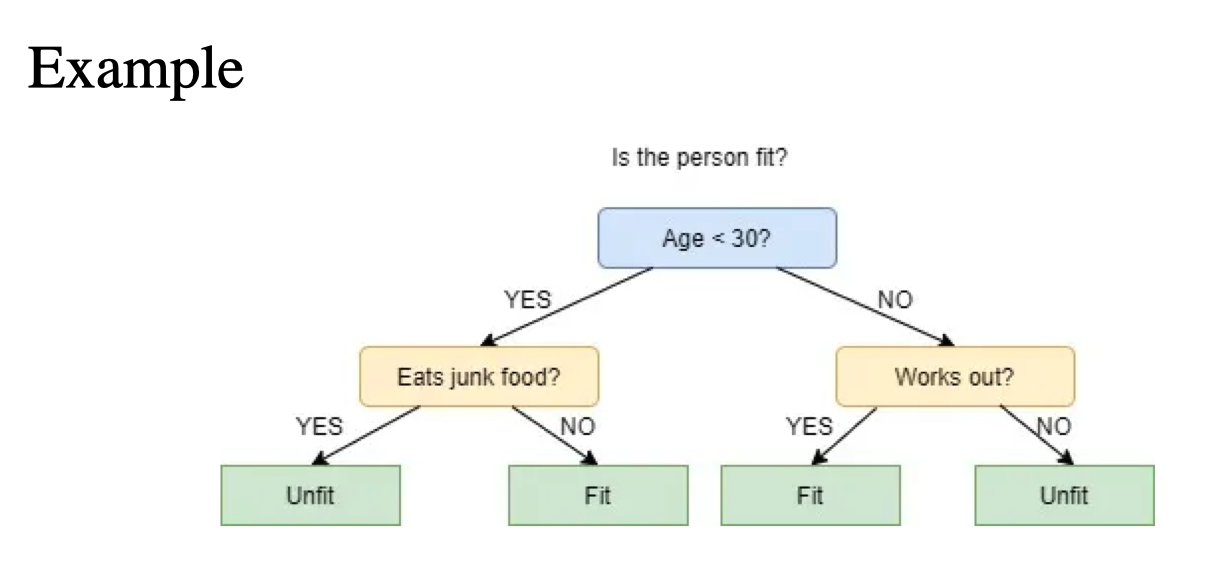 Example
Is the person fit?
Age < 30?
YES
NO
Eats junk food?
Works out?
YES
NO
YES
NO
Unfit
Fit
Fit
Unfit